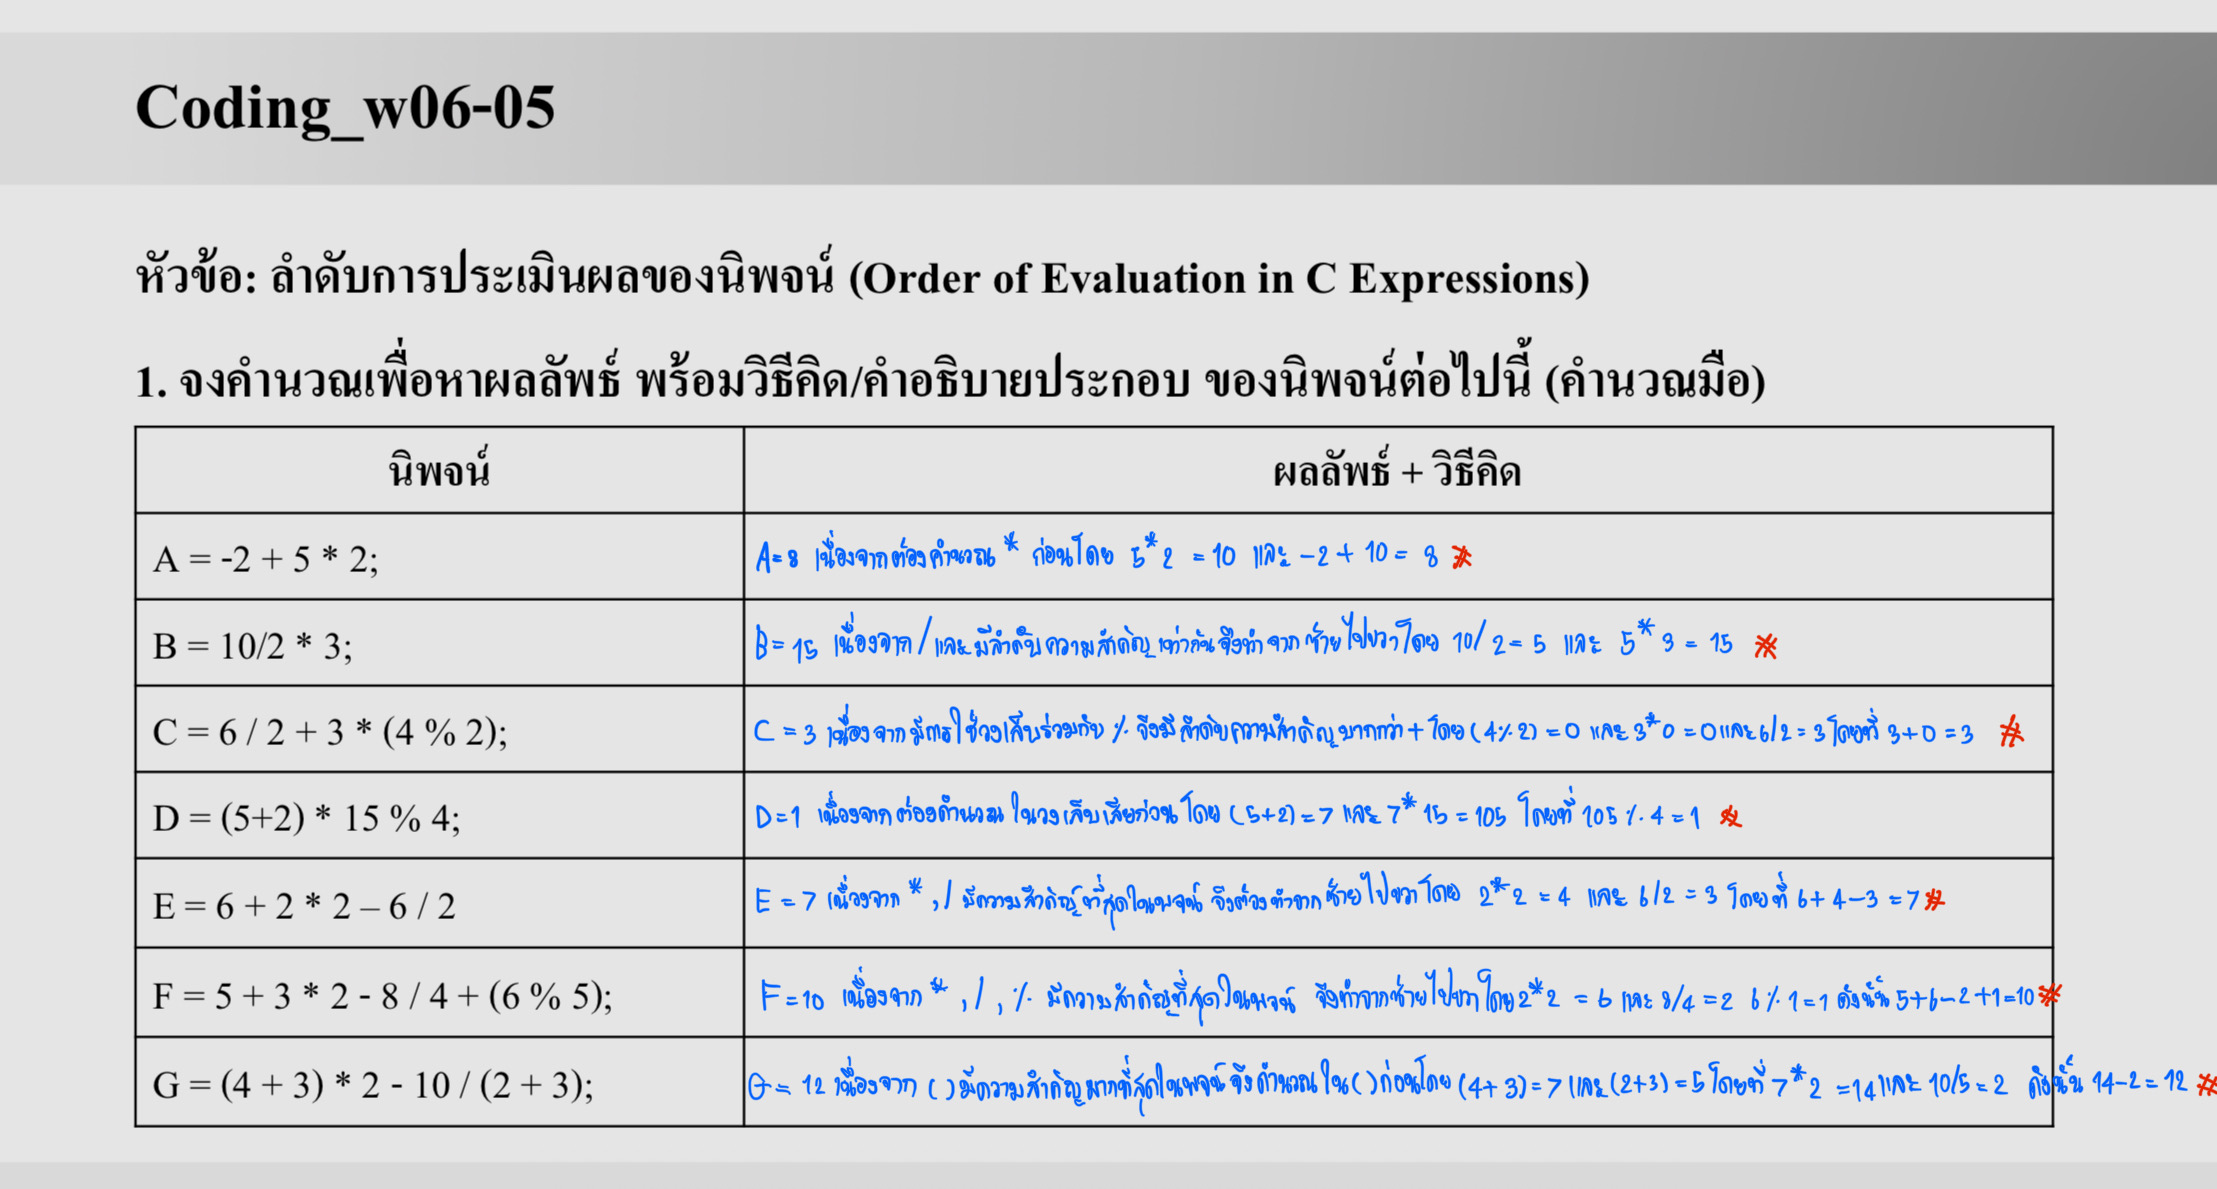 Coding_w06-05
หัวข้อ: ลำดับการประเมินผลของนิพจน์ (Order of Evaluation in C Expressions)
1. จงคำนวณเพื่อหาผลลัพธ์ พร้อมวิธีคิด/คำอธิบายประกอบ ของนิพจน์ต่อไปนี้ (คำนวณมือ)
นิพจน์ ผลลัพธ์ + วิธีคิด
A = -2 + 5 * 2; A=8 เนื่องจากต้องคำนวณ * ก่อนโดย 5*2 = 10 และ -2 + 10 = 8 #
B = 10/2 * 3; B= 15 เนื่องจาก / และมีลำดับความสำคัญเท่ากันจึงทำจากซ้ายไปขวาโดย 10/2 = 5 และ 5*3 = 15 #
C = 6 / 2 + 3 * (4 % 2); C = 3 เนื่องจากมีการใช้วงเล็บร่วมกับ % จึงมีลำดับความสำคัญมากกว่า + โดย (4%2) = 0 และ 3*0 = 0 และ 6/2 = 3 โดยที่ 3+0 = 3 #
D = (5+2) * 15 % 4; D=1 เนื่องจากต้องคำนวณในวงเล็บเสียก่อนโดย (5+2) = 7 และ 7*15 = 105 โดยที่ 105 % 4 = 1 #
E = 6 + 2 * 2 – 6 / 2 E = 7 เนื่องจาก *, / มีความสำคัญที่สุดในพจน์ จึงต้องทำจากซ้ายไปขวาโดย 2*2 = 4 และ 6/2 = 3 โดยที่ 6+4-3 = 7 #
F = 5 + 3 * 2 - 8 / 4 + (6 % 5); F=10 เนื่องจาก *, /, % มีความสำคัญที่สุดในพจน์ จึงทำจากซ้ายไปขวาโดย 2*2 = 6 และ 8/4 = 2 6 % 1 = 1 ดังนั้น 5+6-2+1=10 #
G = (4 + 3) * 2 - 10 / (2 + 3); G = 12 เนื่องจาก ( ) มีความสำคัญมากที่สุดในพจน์ จึงคำนวณใน ( ) ก่อนโดย (4+3) = 7 และ (2+3) = 5 โดยที่ 7*2 = 14 และ 10/5 = 2 ดังนั้น 14-2 = 12 #